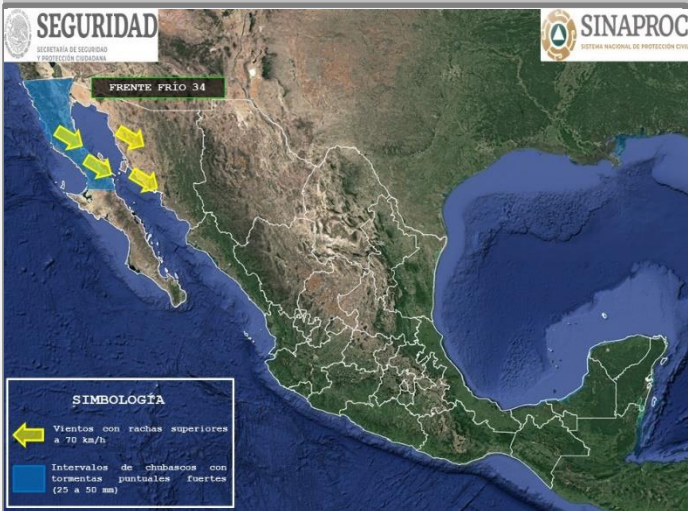 SEGURIDAD
SECRETARÍA DE SEGURIDAD
Y PROTECCIÓN CIUDADANA
SINAPROC
SISTEMA NACIONAL DE PROTECCIÓN CIVIL
FRENTE FRÍO 34
SIMBOLOGÍA
Vientos con rachas superiores
a 70 km/h
Intervalos de chubascos con
tormentas puntuales fuertes
(25 a 50 mm)